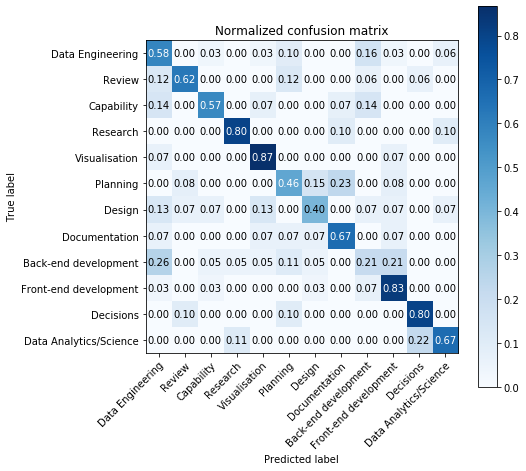 Normalized confusion matrix
True label
Data Engineering 0.58 0.00 0.03 0.00 0.03 0.10 0.00 0.00 0.16 0.03 0.00 0.06
Review 0.12 0.62 0.00 0.00 0.00 0.12 0.00 0.00 0.06 0.00 0.06 0.00
Capability 0.14 0.00 0.57 0.00 0.07 0.00 0.00 0.07 0.14 0.00 0.00 0.00
Research 0.00 0.00 0.00 0.80 0.00 0.00 0.00 0.10 0.00 0.00 0.00 0.10
Visualisation 0.07 0.00 0.00 0.00 0.87 0.00 0.00 0.00 0.00 0.07 0.00 0.00
Planning 0.00 0.08 0.00 0.00 0.00 0.46 0.15 0.23 0.00 0.08 0.00 0.00
Design 0.13 0.07 0.07 0.00 0.13 0.00 0.40 0.00 0.07 0.07 0.00 0.07
Documentation 0.07 0.00 0.00 0.00 0.07 0.07 0.07 0.67 0.00 0.07 0.00 0.00
Back-end development 0.26 0.00 0.05 0.05 0.05 0.11 0.05 0.00 0.21 0.21 0.00 0.00
Front-end development 0.03 0.00 0.03 0.00 0.00 0.00 0.03 0.00 0.07 0.83 0.00 0.00
Decisions 0.00 0.10 0.00 0.00 0.00 0.10 0.00 0.00 0.00 0.00 0.80 0.00
Data Analytics/Science 0.00 0.00 0.00 0.11 0.00 0.00 0.00 0.00 0.00 0.00 0.22 0.67
Data Engineering
Review
Capability
Research
Visualisation
Planning
Design
Documentation
Back-end development
Front-end development
Decisions
Data Analytics/Science
Predicted label
0.8
0.7
0.6
0.5
0.4
0.3
0.2
0.1
0.0